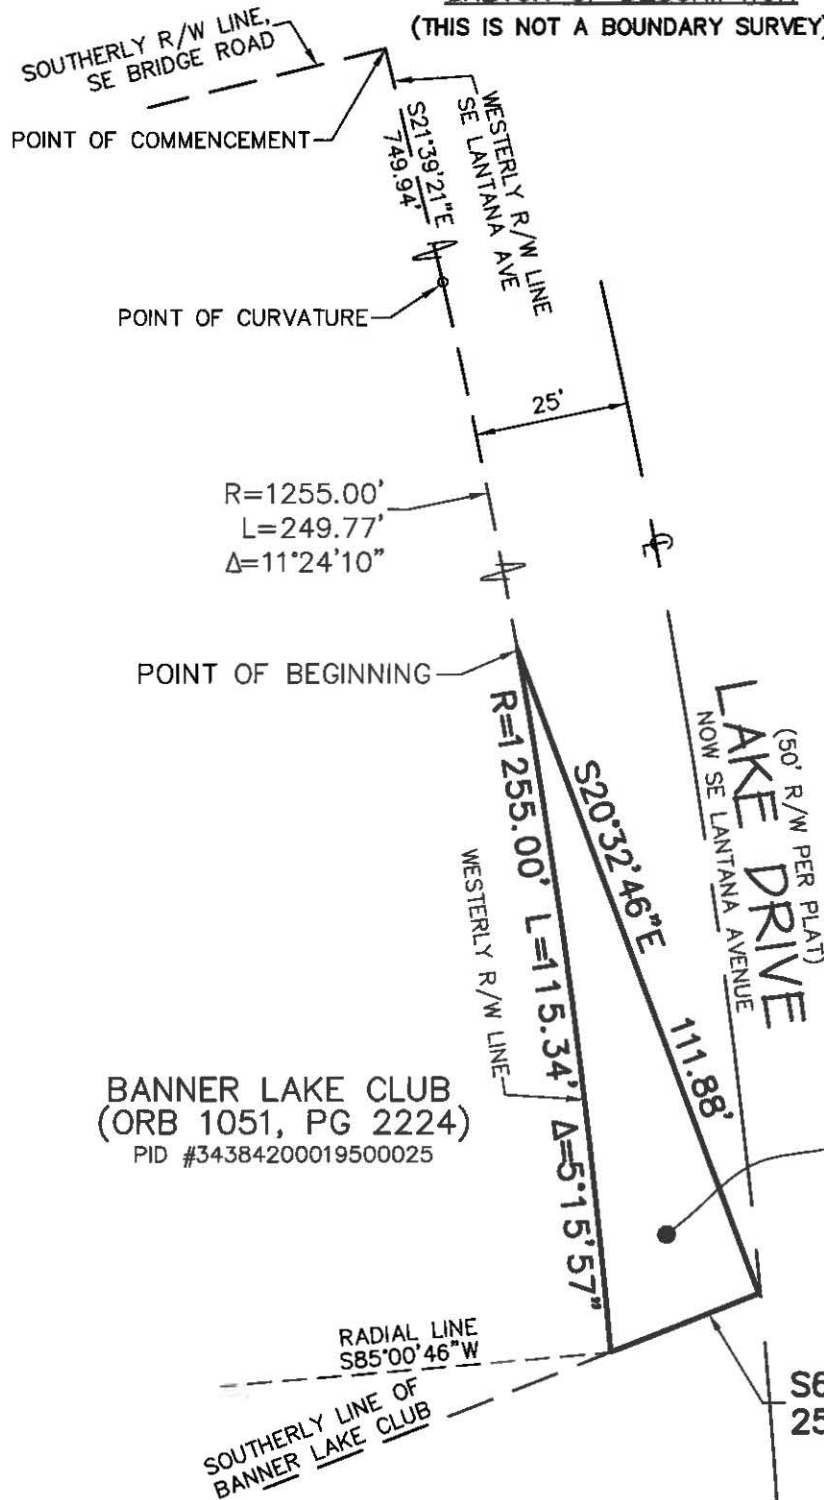 (THIS IS NOT A BOUNDARY SURVEY)
SOUTHERLY R/W LINE,
SE BRIDGE ROAD
POINT OF COMMENCEMENT
S21°39'21"E
749.94'
WESTERLY R/W LINE
SE LANTANA AVE
POINT OF CURVATURE
25'
R=1255.00'
L=249.77'
Δ=11°24'10"
POINT OF BEGINNING
R=1255.00' L=115.34' Δ=5°15'57"
S20°32'46"E
111.88'
(50' R/W PER PLAT)
LAKE DRIVE
NOW SE LANTANA AVENUE
WESTERLY R/W LINE
BANNER LAKE CLUB
(ORB 1051, PG 2224)
PID #343842000019500025
RADIAL LINE
S85°00'46"W
SOUTHERLY LINE OF
BANNER LAKE CLUB
S6
25